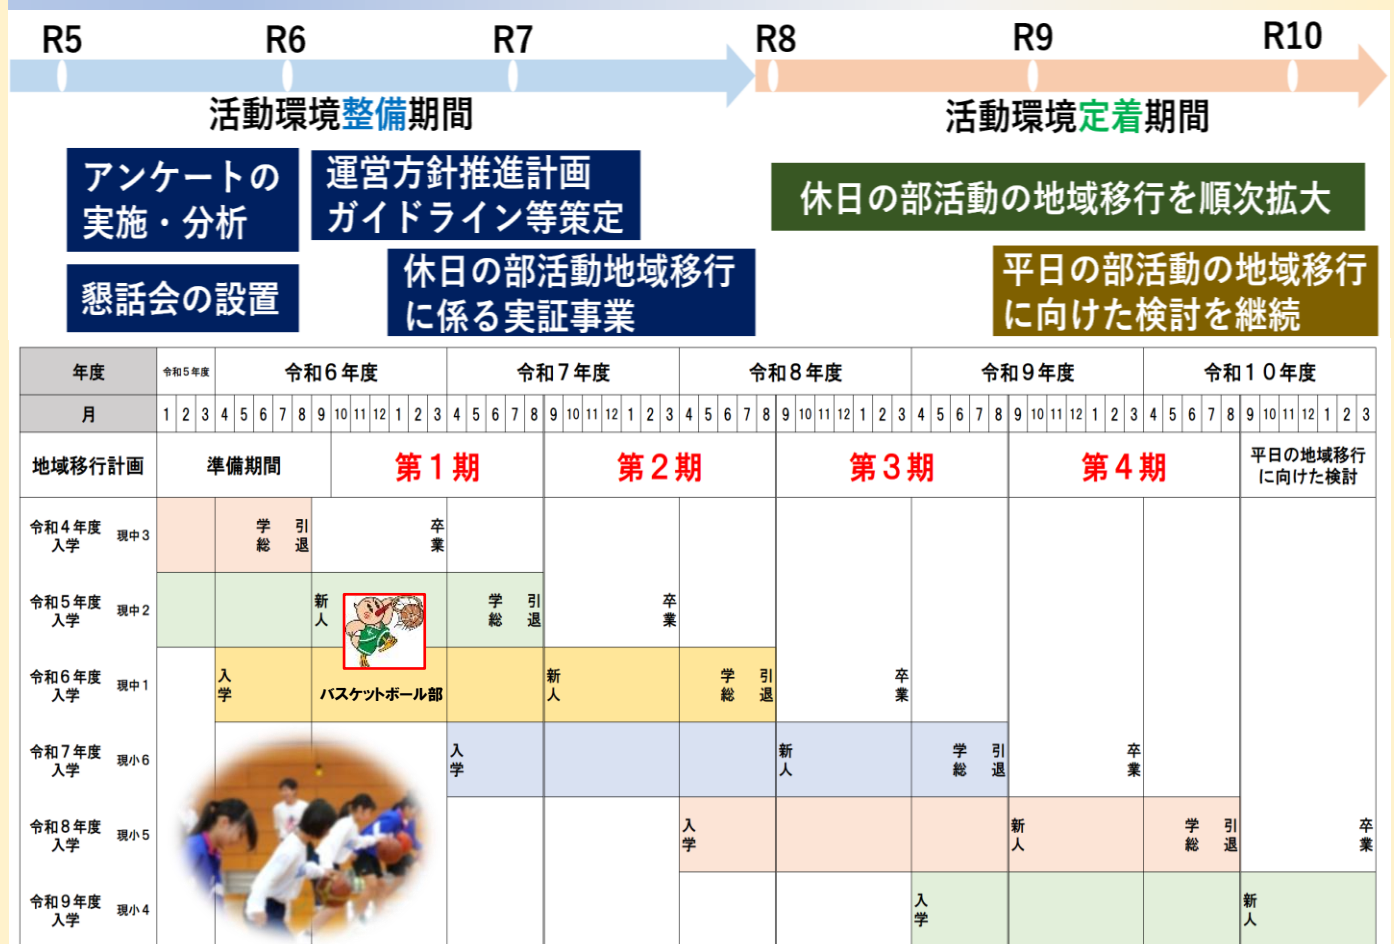 R5 R6 R7 R8 R9 R10
活動環境整備期間 活動環境定着期間
アンケートの
実施・分析
運営方針推進計画
ガイドライン等策定
休日の部活動の地域移行を順次拡大
懇話会の設置
休日の部活動地域移行
に係る実証事業
平日の部活動の地域移行
に向けた検討を継続
年度 令和5年度 令和6年度 令和7年度 令和8年度 令和9年度 令和10年度
月 1 2 3 4 5 6 7 8 9 10 11 12 1 2 3 4 5 6 7 8 9 10 11 12 1 2 3 4 5 6 7 8 9 10 11 12 1 2 3 4 5 6 7 8 9 10 11 12 1 2 3 4 5 6 7 8 9 10 11 12 1 2 3
地域移行計画 準備期間 第1期 第2期 第3期 第4期 平日の地域移行
に向けた検討
令和4年度
入学 現中3 学総 引退 卒業
令和5年度
入学 現中2 新人 学総 引退 卒業
令和6年度
入学 現中1 入学 バスケットボール部 新人 学総 引退 卒業
令和7年度
入学 現小6 入学 新人 学総 引退 卒業
令和8年度
入学 現小5 入学 新人 学総 引退 卒業
令和9年度
入学 現小4 入学 新人